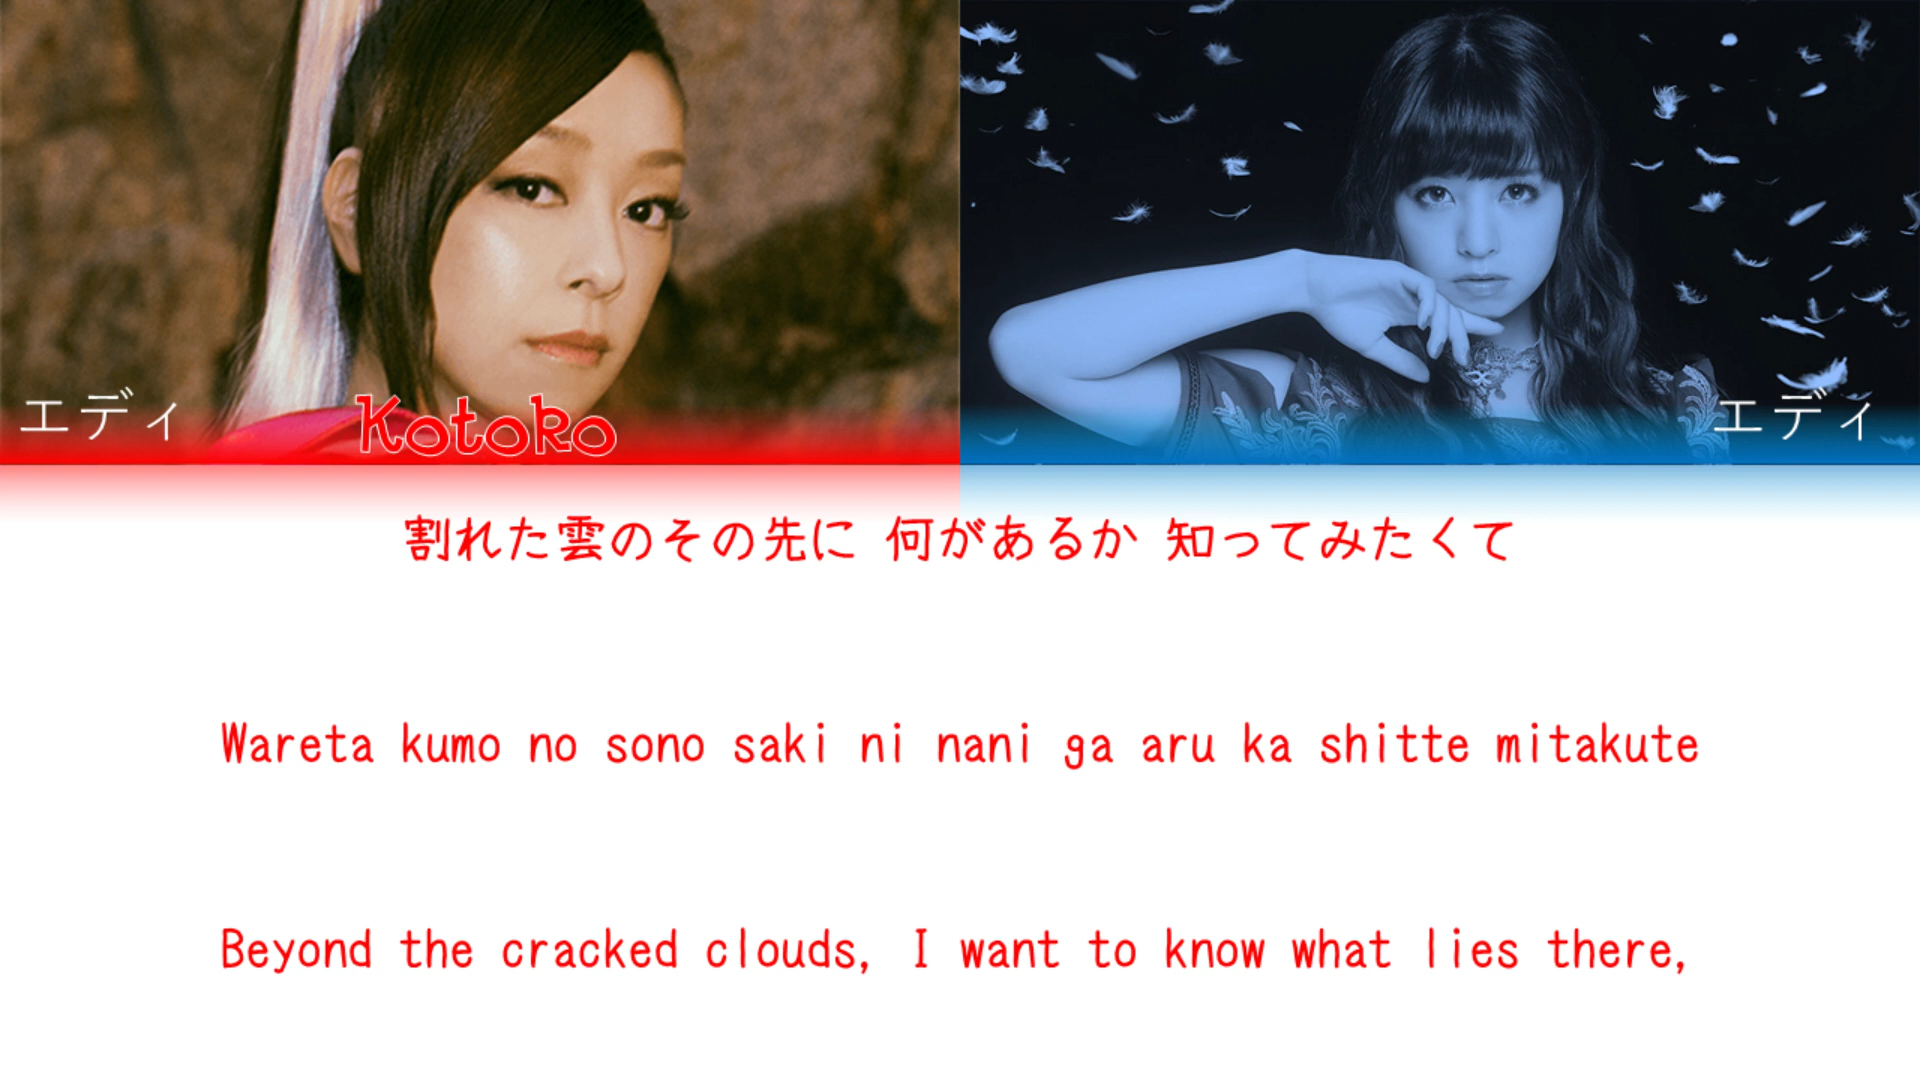 エディ
Kotoko
エディ
割れた雲のその先に 何があるか 知ってみたくて
Wareta kumo no sono saki ni nani ga aru ka shitte mitakute
Beyond the cracked clouds, I want to know what lies there,